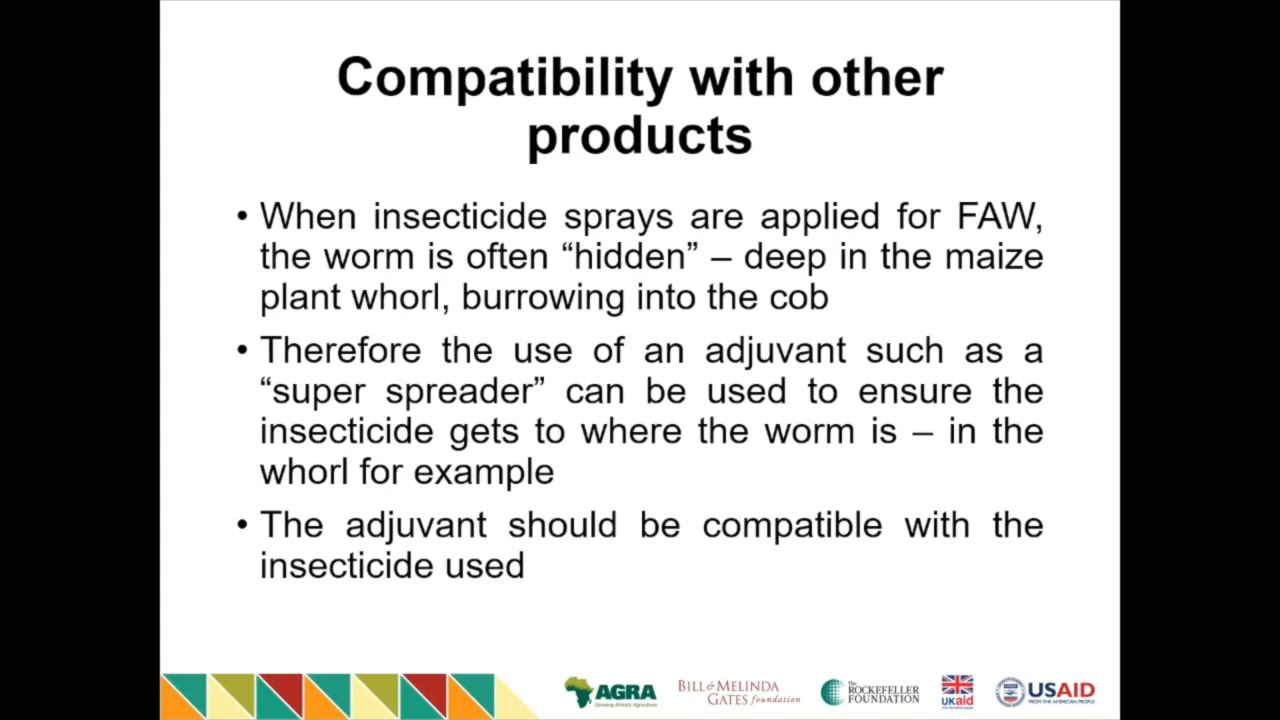 Compatibility with other
products
• When insecticide sprays are applied for FAW,
the worm is often “hidden” – deep in the maize
plant whorl, burrowing into the cob
• Therefore the use of an adjuvant such as a
“super spreader” can be used to ensure the
insecticide gets to where the worm is – in the
whorl for example
• The adjuvant should be compatible with the
insecticide used
AGRA
Growing Africa's Agriculture
BILL & MELINDA
GATES foundation
The
ROCKEFELLER
FOUNDATION
UKaid
USAID
FROM THE AMERICAN PEOPLE